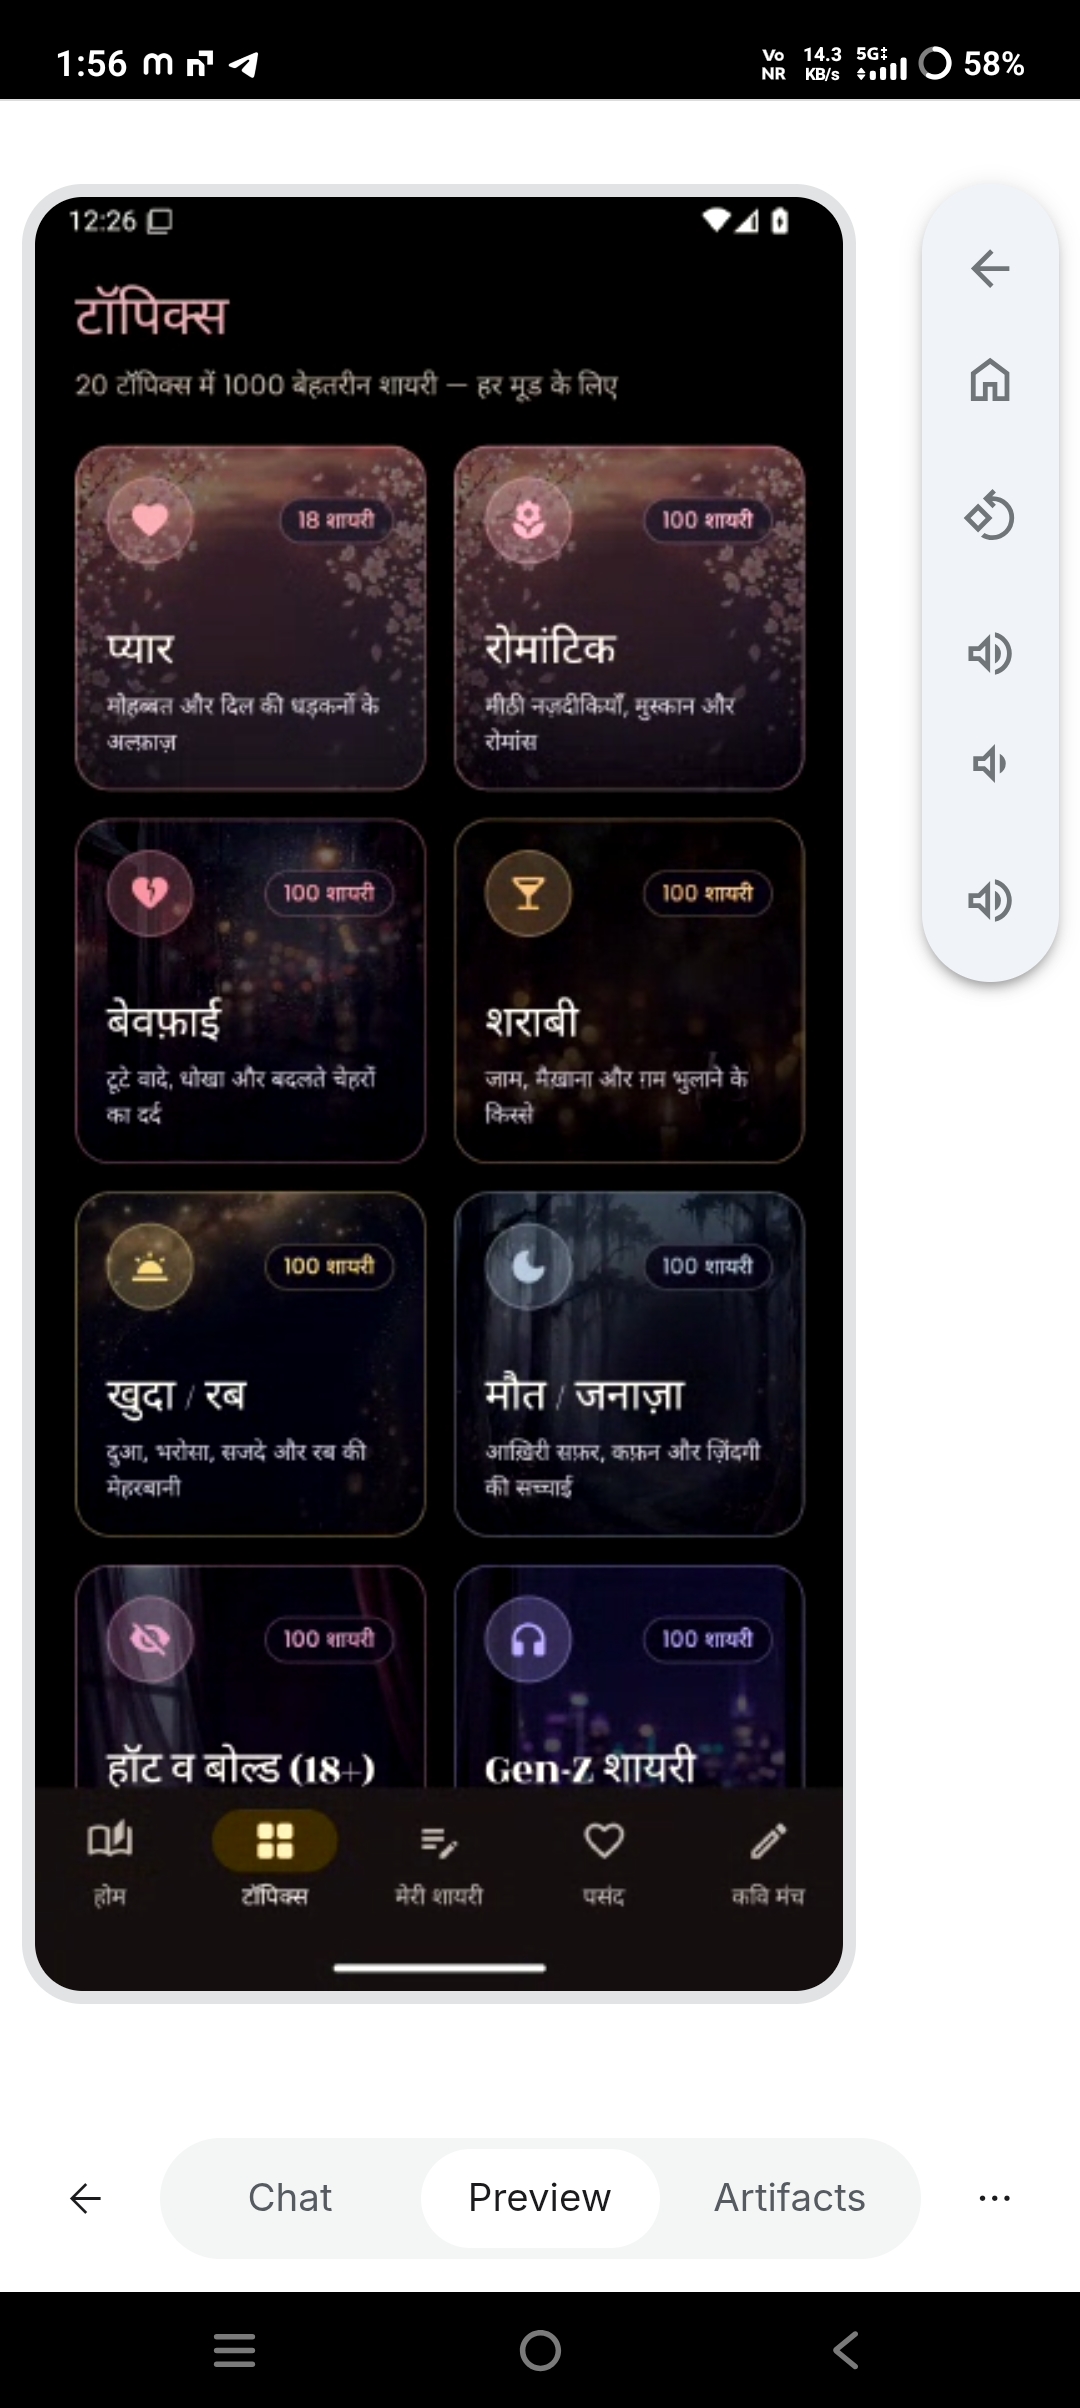 1:56
Vo NR
14.3 KB/s
5G‡
58%
12:26
टॉपिक्स
20 टॉपिक्स में 1000 बेहतरीन शायरी — हर मूड के लिए
18 शायरी
प्यार
मोहब्बत और दिल की धड़कनों के
अल्फ़ाज़
100 शायरी
रोमांटिक
मीठी नज़दीकियाँ, मुस्कान और
रोमांस
100 शायरी
बेवफ़ाई
टूटे वादे, धोखा और बदलते चेहरों
का दर्द
100 शायरी
शराबी
जाम, मैख़ाना और ग़म भुलाने के
किस्से
100 शायरी
खुदा / रब
दुआ, भरोसा, सजदे और रब की
मेहरबानी
100 शायरी
मौत / जनाज़ा
आख़िरी सफ़र, कफ़न और ज़िंदगी
की सच्चाई
100 शायरी
हॉट व बोल्ड (18+)
100 शायरी
Gen-Z शायरी
होम
टॉपिक्स
मेरी शायरी
पसंद
कवि मंच
Chat
Preview
Artifacts